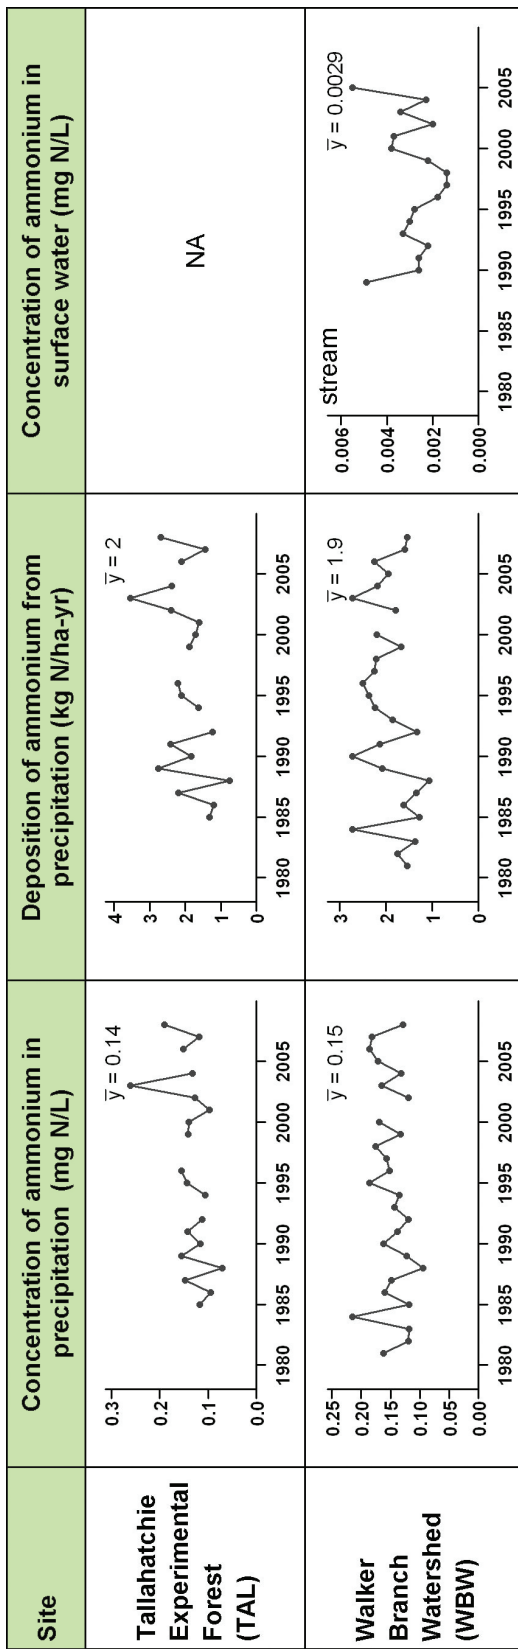 Site
Concentration of ammonium in
precipitation (mg N/L)
Deposition of ammonium from
precipitation (kg N/ha-yr)
Concentration of ammonium in
surface water (mg N/L)
Tallahatchie
Experimental
Forest
(TAL)
y̅ = 0.14
0.3
0.2
0.1
0.0
1980 1985 1990 1995 2000 2005
y̅ = 2
4
3
2
1
0
1980 1985 1990 1995 2000 2005
NA
Walker
Branch
Watershed
(WBW)
y̅ = 0.15
0.25
0.20
0.15
0.10
0.05
0.00
1980 1985 1990 1995 2000 2005
y̅ = 1.9
3
2
1
0
1980 1985 1990 1995 2000 2005
stream
y̅ = 0.0029
0.006
0.004
0.002
0.000
1980 1985 1990 1995 2000 2005